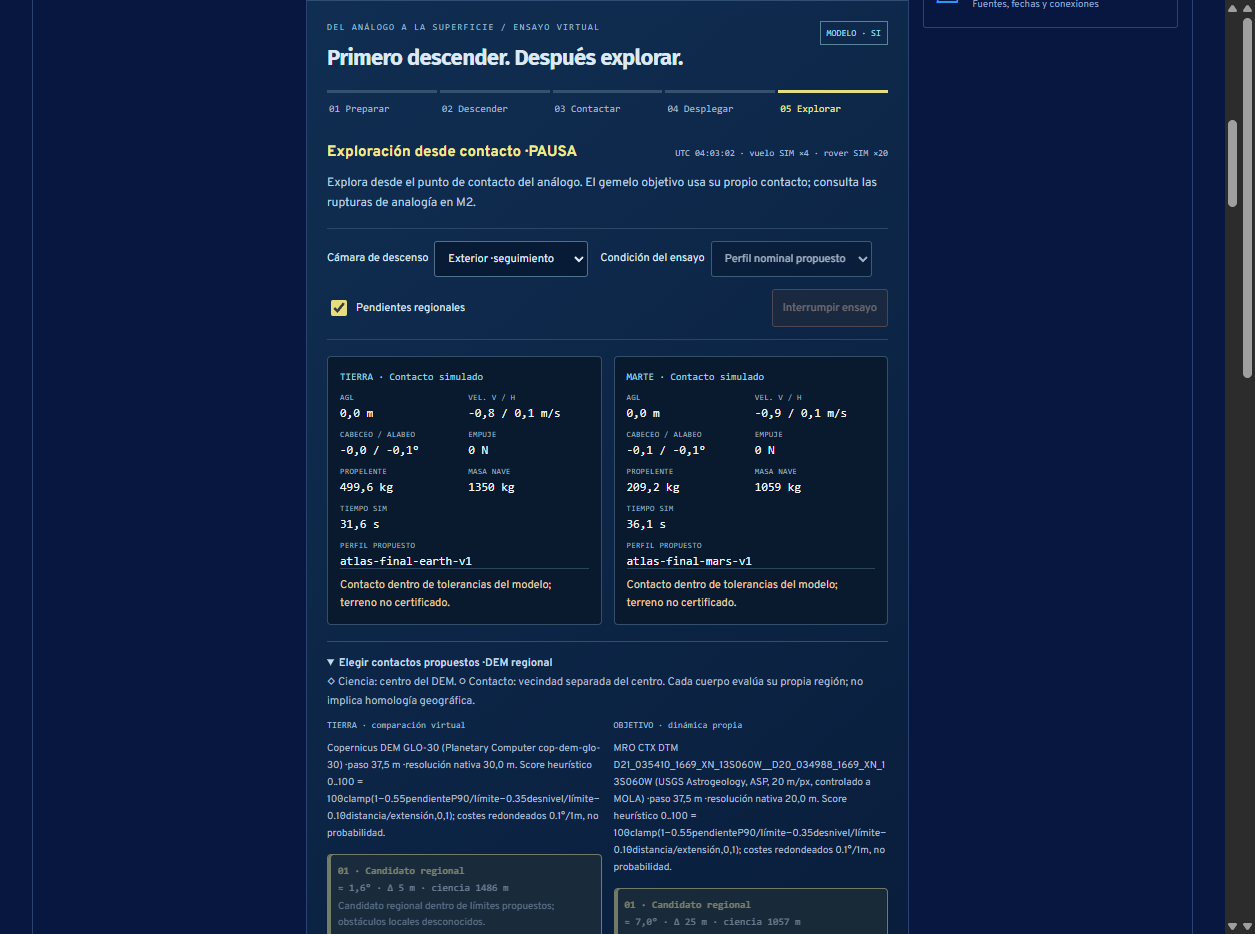 Fuentes, fechas y conexiones
DEL ANÁLOGO A LA SUPERFICIE / ENSAYO VIRTUAL
MODELO · SI
Primero descender. Después explorar.
01 Preparar
02 Descender
03 Contactar
04 Desplegar
05 Explorar
Exploración desde contacto ·PAUSA
UTC 04:03:02 · vuelo SIM ×4 · rover SIM ×20
Explora desde el punto de contacto del análogo. El gemelo objetivo usa su propio contacto; consulta las
rupturas de analogía en M2.
Cámara de descenso
Exterior ·seguimiento
Condición del ensayo
Perfil nominal propuesto
Pendientes regionales
Interrumpir ensayo
TIERRA · Contacto simulado
AGL
VEL. V / H
0,0 m
-0,8 / 0,1 m/s
CABECEO / ALABEO
EMPUJE
-0,0 / -0,1°
0 N
PROPELENTE
MASA NAVE
499,6 kg
1350 kg
TIEMPO SIM
31,6 s
PERFIL PROPUESTO
atlas-final-earth-v1
Contacto dentro de tolerancias del modelo;
terreno no certificado.
MARTE · Contacto simulado
AGL
VEL. V / H
0,0 m
-0,9 / 0,1 m/s
CABECEO / ALABEO
EMPUJE
-0,1 / -0,1°
0 N
PROPELENTE
MASA NAVE
209,2 kg
1059 kg
TIEMPO SIM
36,1 s
PERFIL PROPUESTO
atlas-final-mars-v1
Contacto dentro de tolerancias del modelo;
terreno no certificado.
▼ Elegir contactos propuestos ·DEM regional
◇ Ciencia: centro del DEM. ○ Contacto: vecindad separada del centro. Cada cuerpo evalúa su propia región; no
implica homología geográfica.
TIERRA · comparación virtual
Copernicus DEM GLO-30 (Planetary Computer cop-dem-glo-
30) ·paso 37,5 m ·resolución nativa 30,0 m. Score heurístico
0..100 =
100clamp(1−0.55pendienteP90/límite−0.35desnivel/límite−
0.10distancia/extensión,0,1); costes redondeados 0.1°/1m, no
probabilidad.
01 · Candidato regional
≈ 1,6° · Δ 5 m · ciencia 1486 m
Candidato regional dentro de límites propuestos;
obstáculos locales desconocidos.
OBJETIVO · dinámica propia
MRO CTX DTM
D21_035410_1669_XN_13S060W__D20_034988_1669_XN_1
3S060W (USGS Astrogeology, ASP, 20 m/px, controlado a
MOLA) ·paso 37,5 m ·resolución nativa 20,0 m. Score
heurístico 0..100 =
100clamp(1−0.55pendienteP90/límite−0.35desnivel/límite−
0.10distancia/extensión,0,1); costes redondeados 0.1°/1m, no
probabilidad.
01 · Candidato regional
≈ 7,0° · Δ 25 m · ciencia 1057 m